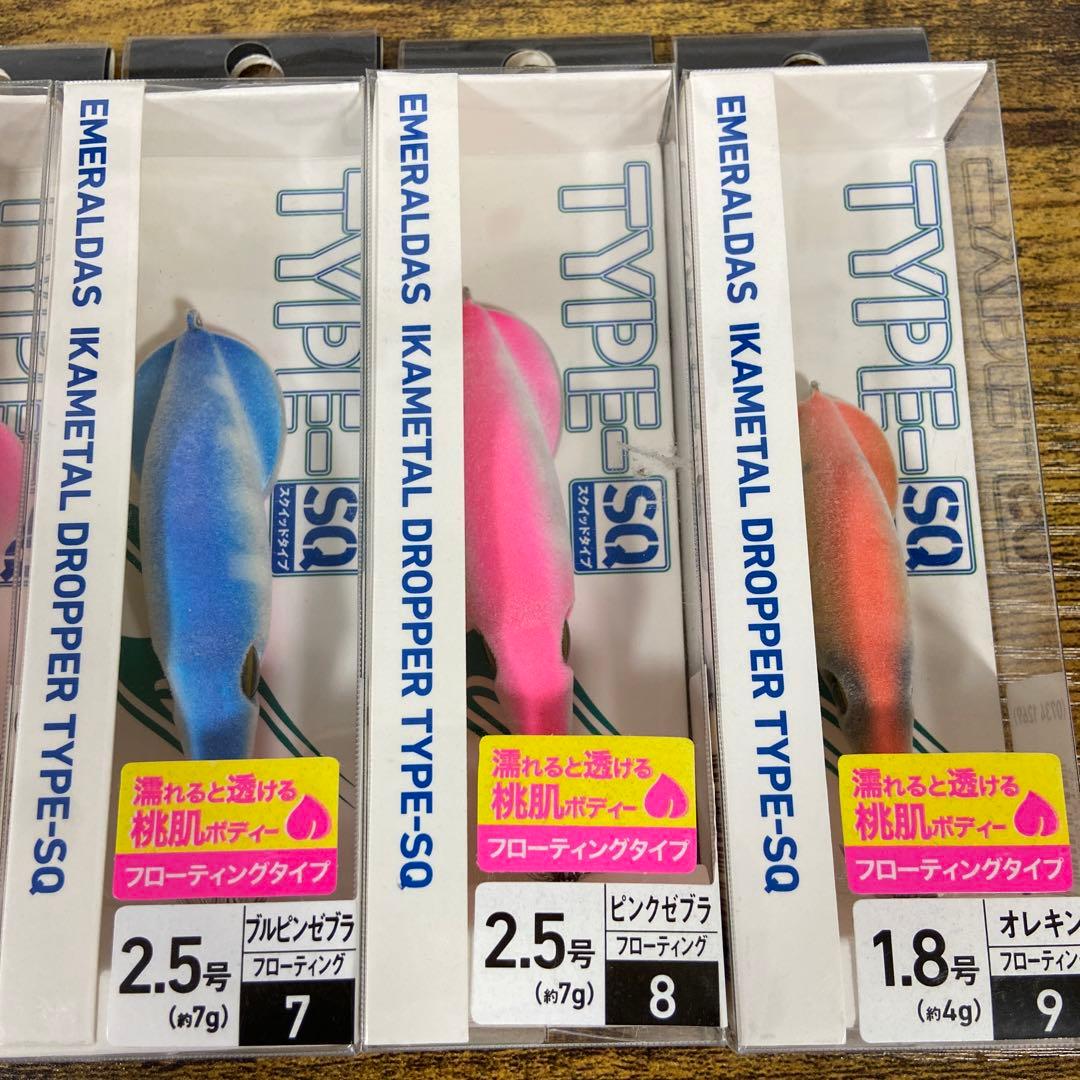 EMERALDAS IKAMETAL DROPPER TYPE-SQ
TYPE-
SQ
スクイッドタイプ
濡れると透ける
桃肌ボディー
フローティングタイプ
2.5号
(約7g)
ブルピンゼブラ
フローティング
7
EMERALDAS IKAMETAL DROPPER TYPE-SQ
TYPE-
SQ
スクイッドタイプ
濡れると透ける
桃肌ボディー
フローティングタイプ
2.5号
(約7g)
ピンクゼブラ
フローティング
8
EMERALDAS IKAMETAL DROPPER TYPE-SQ
TYPE-
SQ
濡れると透ける
桃肌ボディー
フローティングタイプ
1.8号
(約4g)
オレキン
フローティン
9